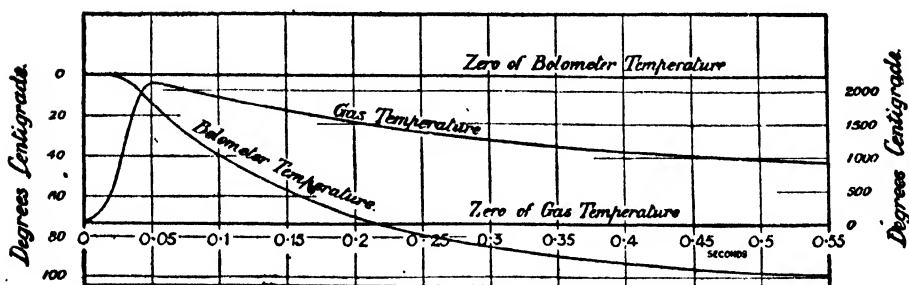 Degrees Centigrade.
0
20
40
60
80
100
Zero of Bolometer Temperature
Gas Temperature
Bolometer Temperature.
Zero of Gas Temperature
0 0·05 0·1 0·15 0·2 0·25 0·3 0·35 0·4 0·45 0·5 0·55
SECONDS
2000
1500
1000
500
0
Degrees Centigrade.